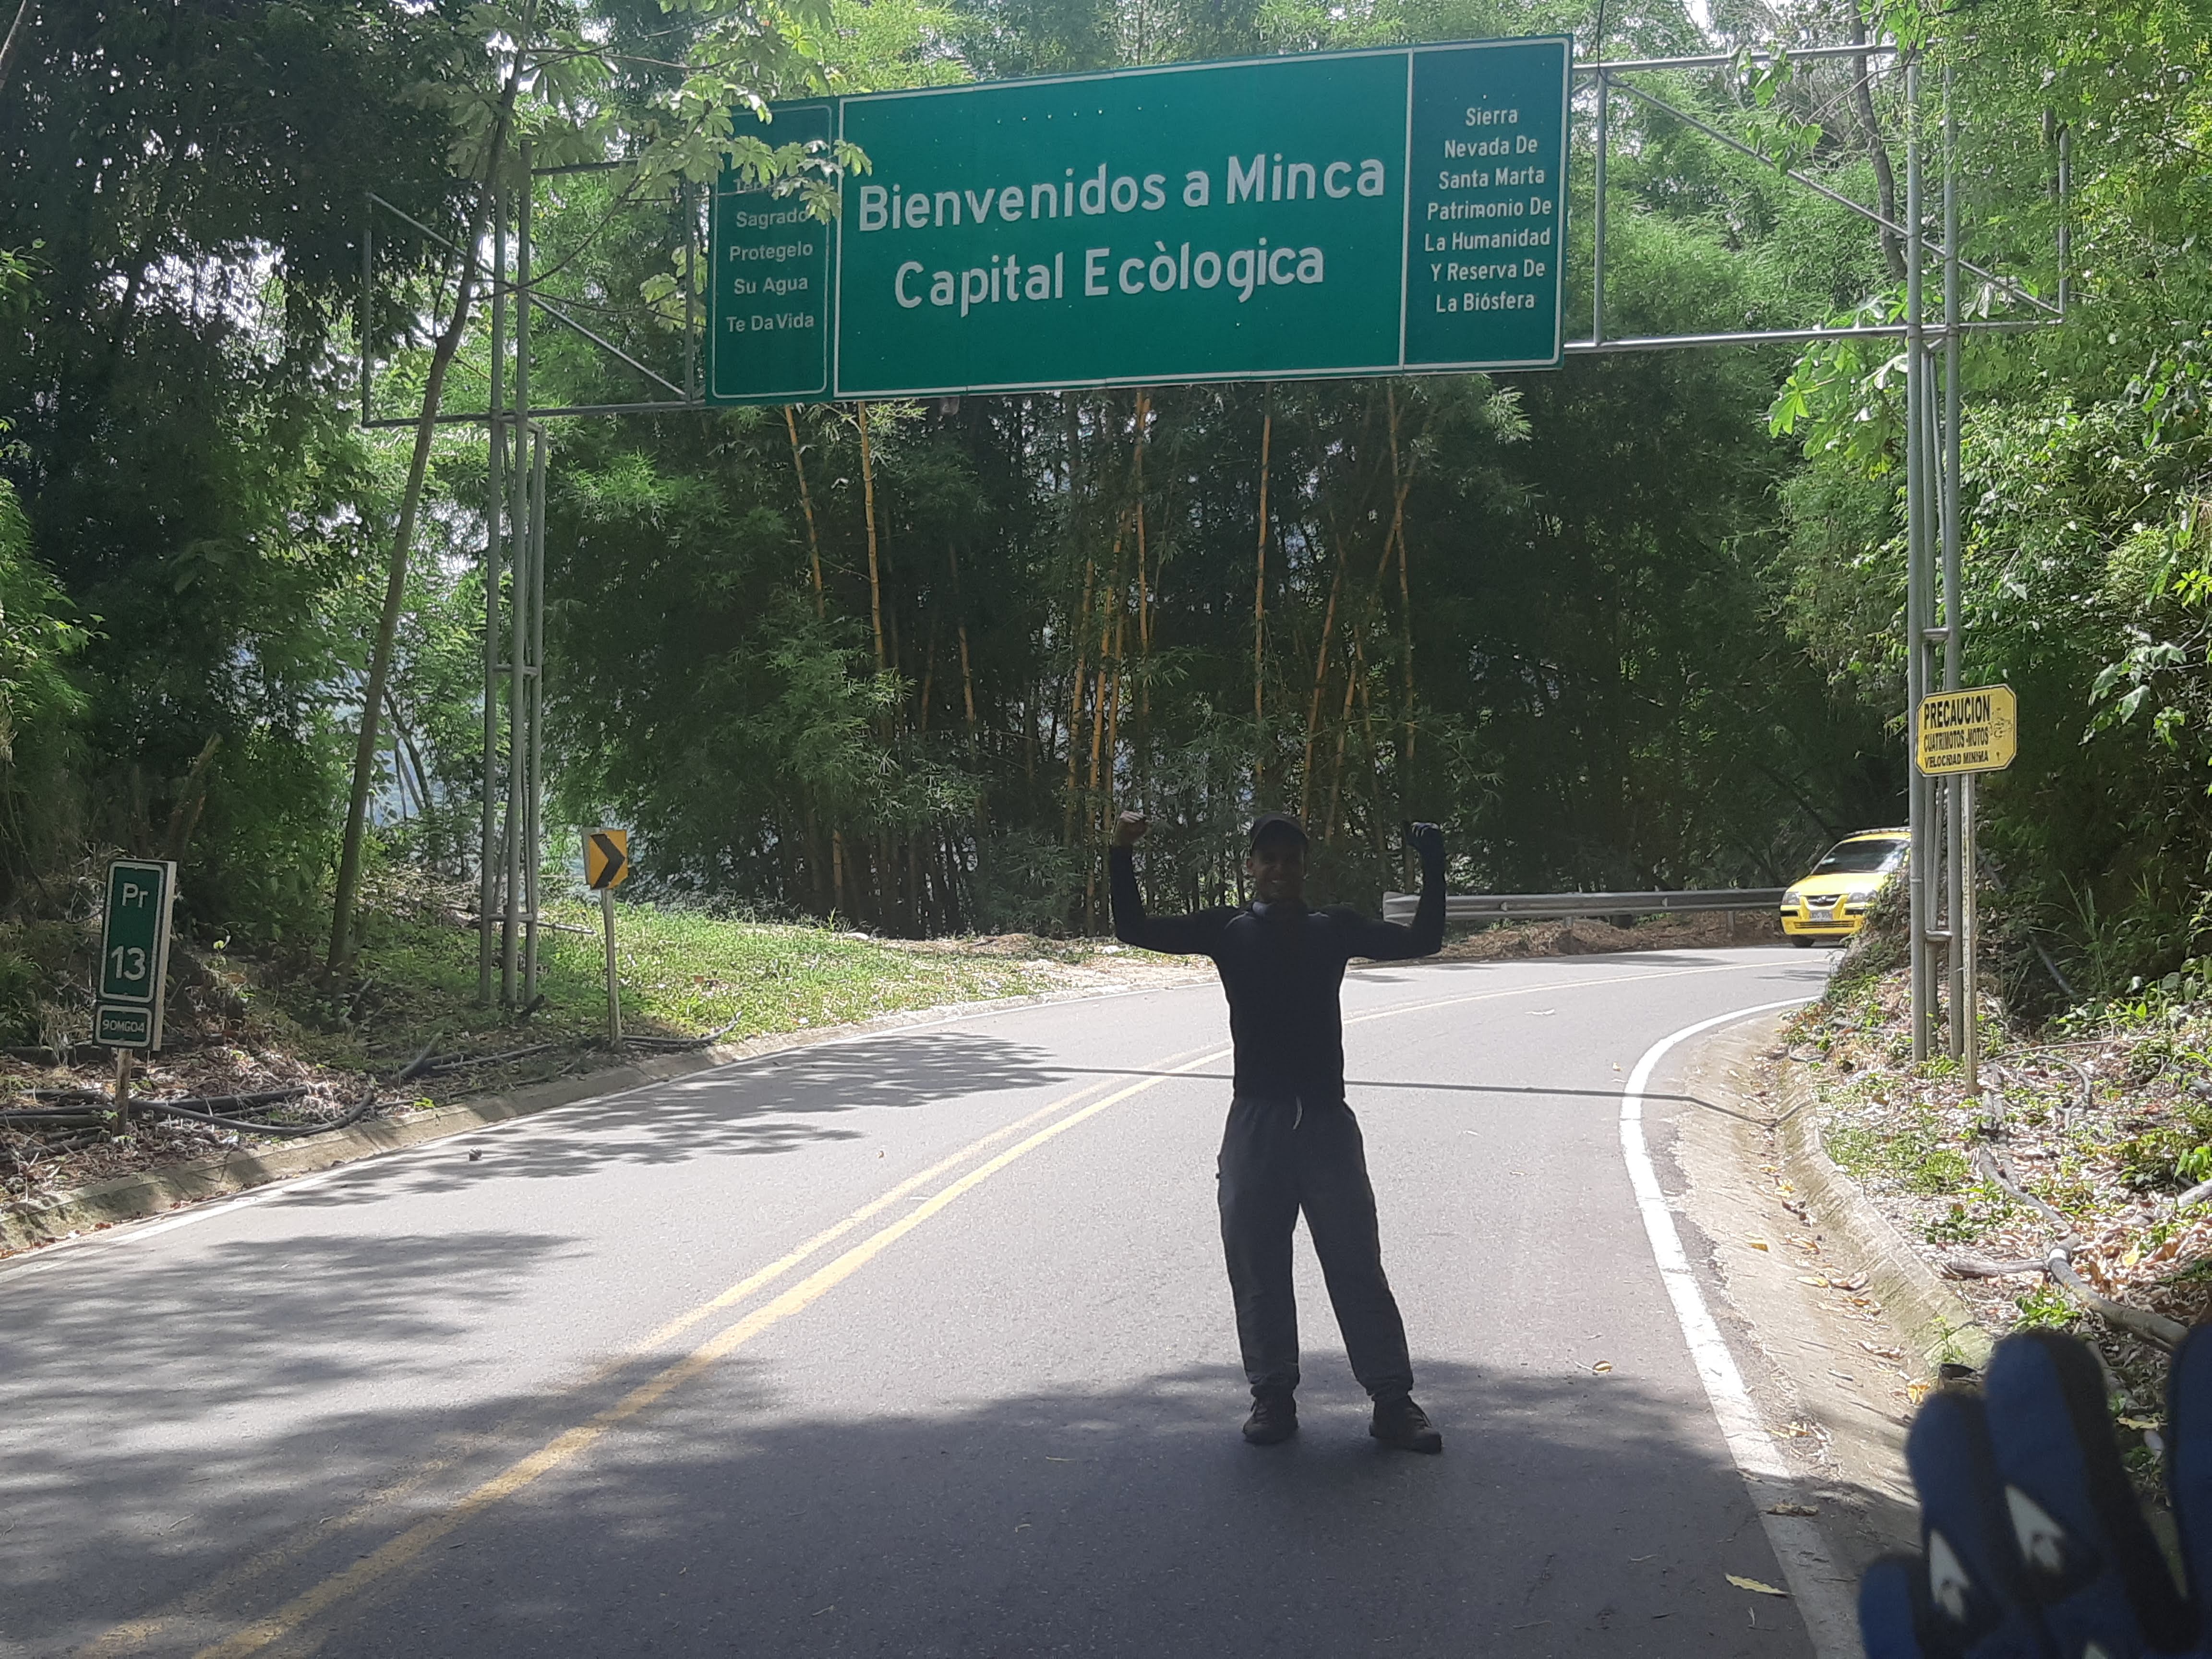 Sagrado
Protegelo
Su Agua
Te Da Vida
Bienvenidos a Minca
Capital Ecòlogica
Sierra
Nevada De
Santa Marta
Patrimonio De
La Humanidad
Y Reserva De
La Biósfera
PRECAUCION
CUATRIMOTOS -MOTOS
VELOCIDAD MINIMA
Pr
13
90MG04